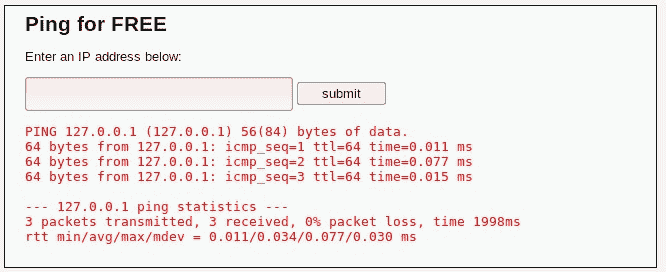 Ping for FREE
Enter an IP address below:
submit
PING 127.0.0.1 (127.0.0.1) 56(84) bytes of data.
64 bytes from 127.0.0.1: icmp_seq=1 ttl=64 time=0.011 ms
64 bytes from 127.0.0.1: icmp_seq=2 ttl=64 time=0.077 ms
64 bytes from 127.0.0.1: icmp_seq=3 ttl=64 time=0.015 ms
--- 127.0.0.1 ping statistics ---
3 packets transmitted, 3 received, 0% packet loss, time 1998ms
rtt min/avg/max/mdev = 0.011/0.034/0.077/0.030 ms